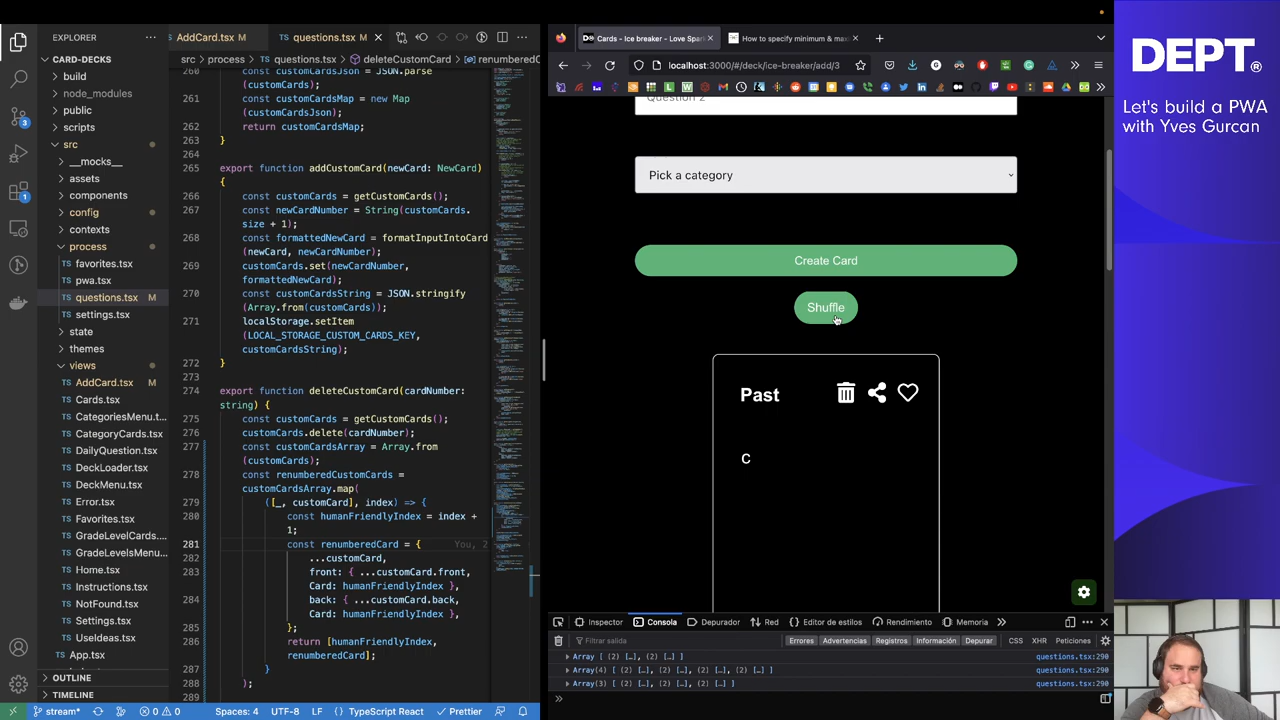 EXPLORER
CLICKCLICKS
build
node_modules
public
scripts
src
__mocks__
assets
components
config
contexts
process
favorites.tsx
parse.tsx
questions.tsx M
settings.tsx
state
themes
views
AddCard.tsx M
Cards.tsx
CategoriesMenu.t...
CategoryCards.tsx
DailyQuestion.tsx
DeckLoader.tsx
DeckMenu.tsx
Error.tsx
Favorites.tsx
GradeLevelCards....
GradeLevelsMenu...
Home.tsx
Instructions.tsx
NotFound.tsx
Settings.tsx
UseIdeas.tsx
App.tsx
OUTLINE
TIMELINE
AddCard.tsx M
questions.tsx M
src > process > questions.tsx > deleteCustomCard >
260 const customCardsJson = JSON.parse
(customCards);
261 const customCardsMap = new Map
(customCardsJson);
262 return customCardsMap;
263 }
264
265 export function addCustomCard(newCard: NewCard)
{
266 const customCards = getCustomCards();
267 const newCardNumber = String(customCards.
size + 1);
268 const formattedNewCard = formatQIntoCard
(newCard, newCardNumber);
269 customCards.set(newCardNumber,
formattedNewCard);
270 const customCardsString = JSON.stringify
(Array.from(customCards));
271 localStorage.setItem
(LOCAL_STORAGE_CUSTOM_CARDS_KEY,
customCardsString);
272 }
273
274 export function deleteCustomCard(cardNumber:
string) {
275 const customCards = getCustomCards();
276 customCards.delete(cardNumber);
277 const customCardsArray = Array.from
(customCards);
278 const renumberedCustomCards =
customCardsArray.map(
279 ([_, customCard], index) => {
280 const humanFriendlyIndex = index +
1;
281 const renumberedCard = { You, 2
282 ...customCard,
283 front: { ...customCard.front,
Card: humanFriendlyIndex },
284 back: { ...customCard.back,
Card: humanFriendlyIndex },
285 };
286 return [humanFriendlyIndex,
renumberedCard];
287 }
288 );
289
stream* 0 0 Spaces: 4 UTF-8 LF TypeScript React Prettier
Cards - Ice breaker - Love Spar
How to specify minimum & max
localhost:3000/#/deck/ice-breaker/add/3
Question 2
Pick a category
Create Card
Shuffle
Past
C
Inspector Console Depurador Red Editor de estilos Rendimiento Memoria
Filtrar salida Errores Advertencias Registros Información Depurar CSS XHR Peticiones
Array [ (2) […], (2) […] ] questions.tsx:290
Array(4) [ (2) […], (2) […], (2) […], (2) […] ] questions.tsx:290
Array(3) [ (2) […], (2) […], (2) […] ] questions.tsx:290
DEPT®
Let's build a PWA
with Yves Gurcan